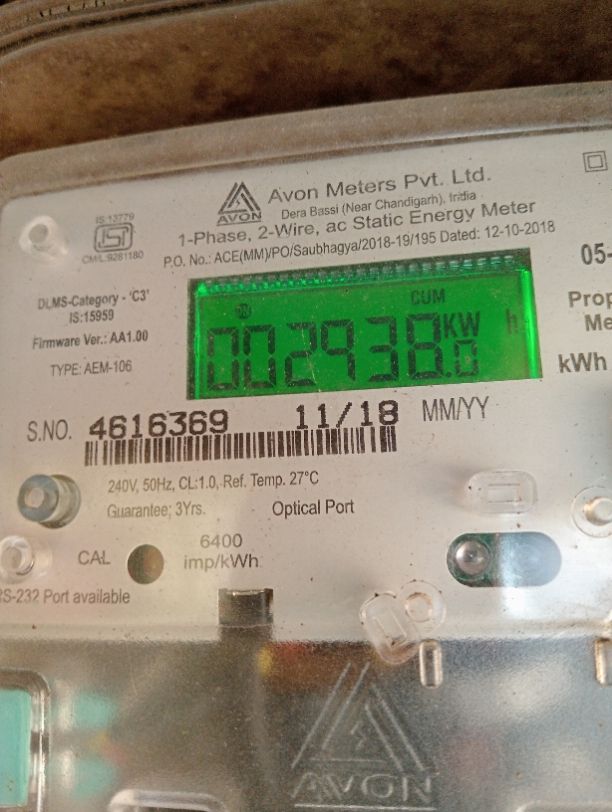 Avon Meters Pvt. Ltd.
AVON
Dera Bassi (Near Chandigarh), India
IS:13779
CM/L:9281180
1-Phase, 2-Wire, ac Static Energy Meter
P.O. No.: ACE(MM)/PO/Saubhagya/2018-19/195 Dated: 12-10-2018
05-
DLMS-Category - 'C3'
IS:15959
Firmware Ver.: AA1.00
TYPE: AEM-106
CUM
002938.0 KW h
kWh
S.NO. 4616369 11/18 MM/YY
240V, 50Hz, CL:1.0, Ref. Temp. 27°C
Guarantee; 3Yrs. Optical Port
CAL 6400
imp/kWh
RS-232 Port available
AVON